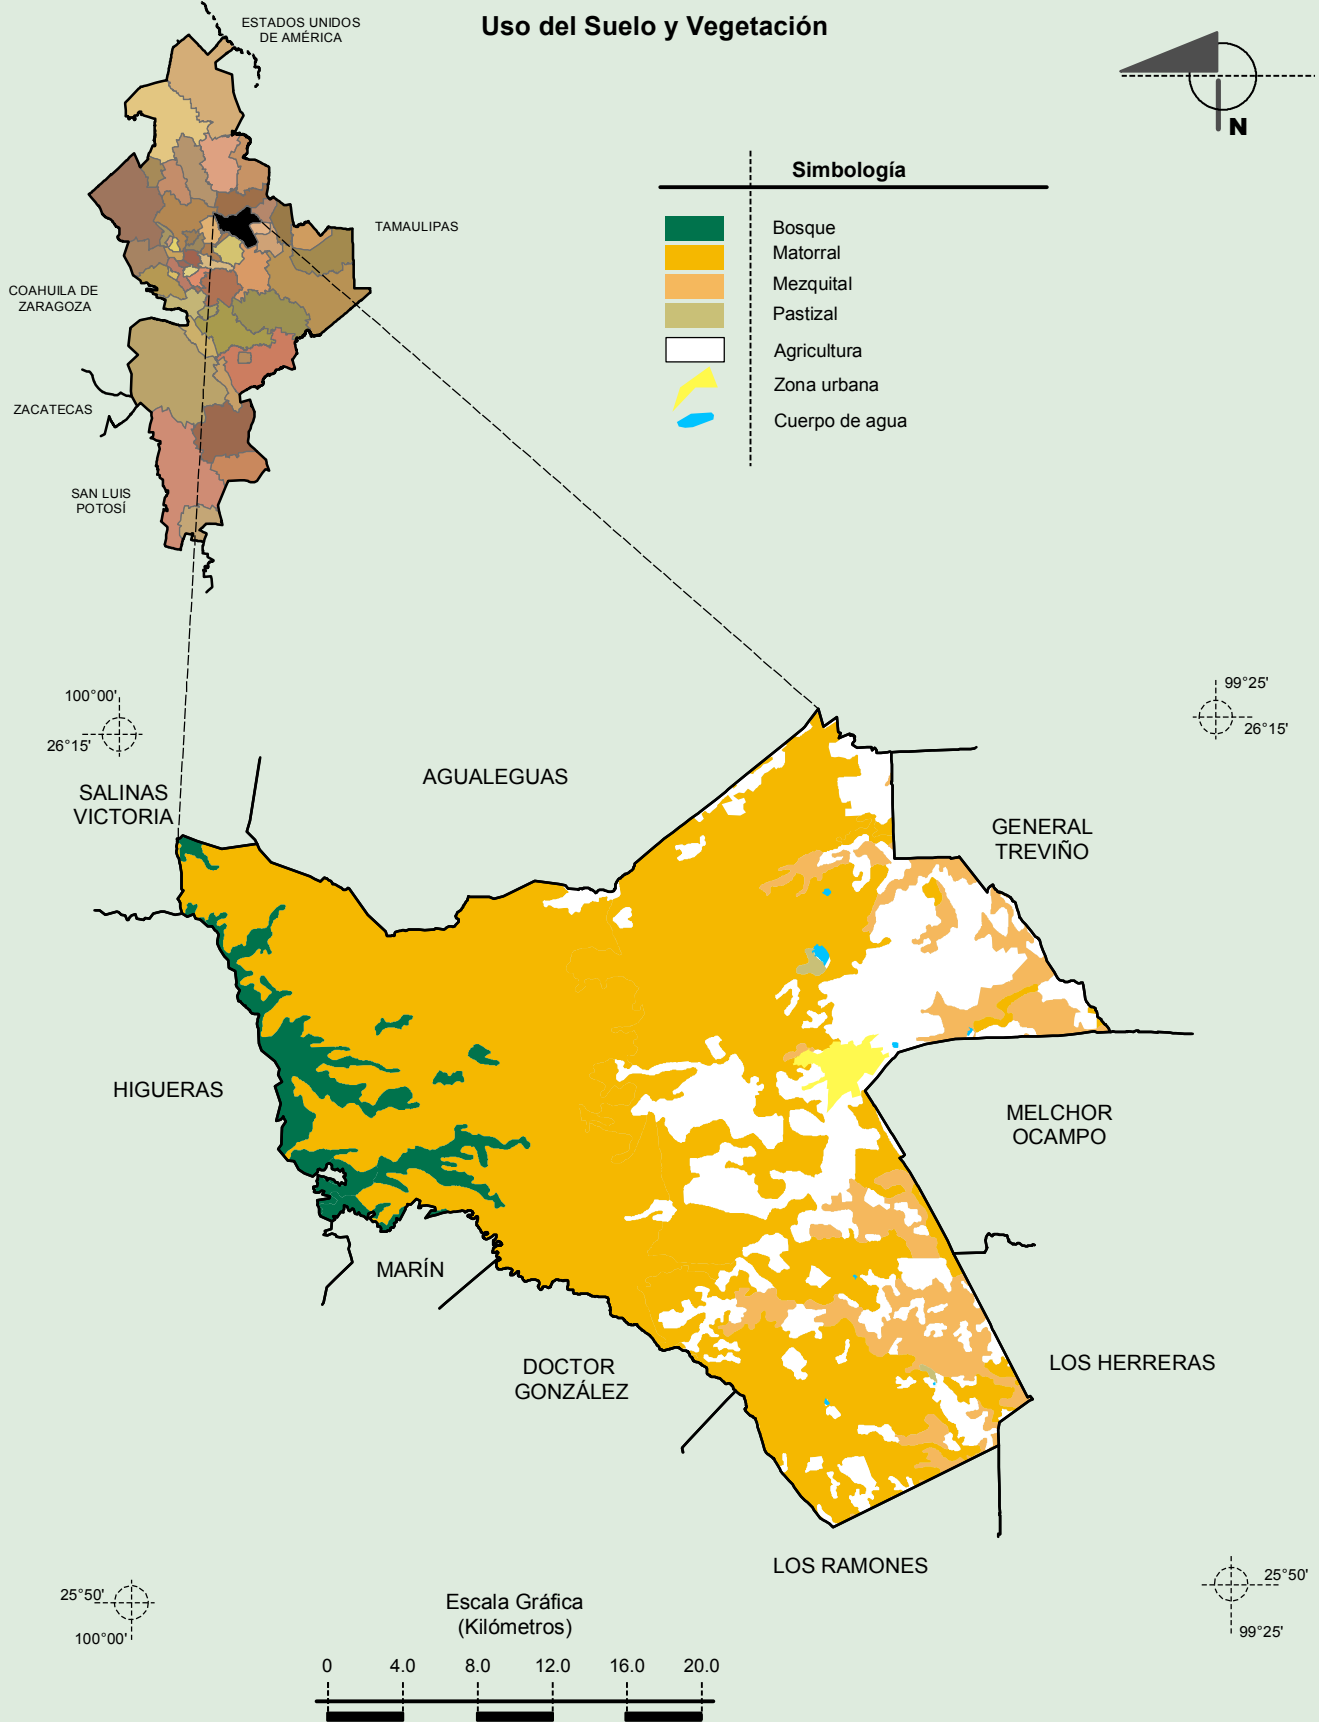 Uso del Suelo y Vegetación
ESTADOS UNIDOS
DE AMÉRICA
TAMAULIPAS
COAHUILA DE
ZARAGOZA
ZACATECAS
SAN LUIS
POTOSÍ
N
Simbología
Bosque
Matorral
Mezquital
Pastizal
Agricultura
Zona urbana
Cuerpo de agua
100°00'
26°15'
99°25'
26°15'
SALINAS
VICTORIA
AGUALEGUAS
GENERAL
TREVIÑO
HIGUERAS
MELCHOR
OCAMPO
MARÍN
DOCTOR
GONZÁLEZ
LOS HERRERAS
LOS RAMONES
25°50'
100°00'
25°50'
99°25'
Escala Gráfica
(Kilómetros)
0 4.0 8.0 12.0 16.0 20.0